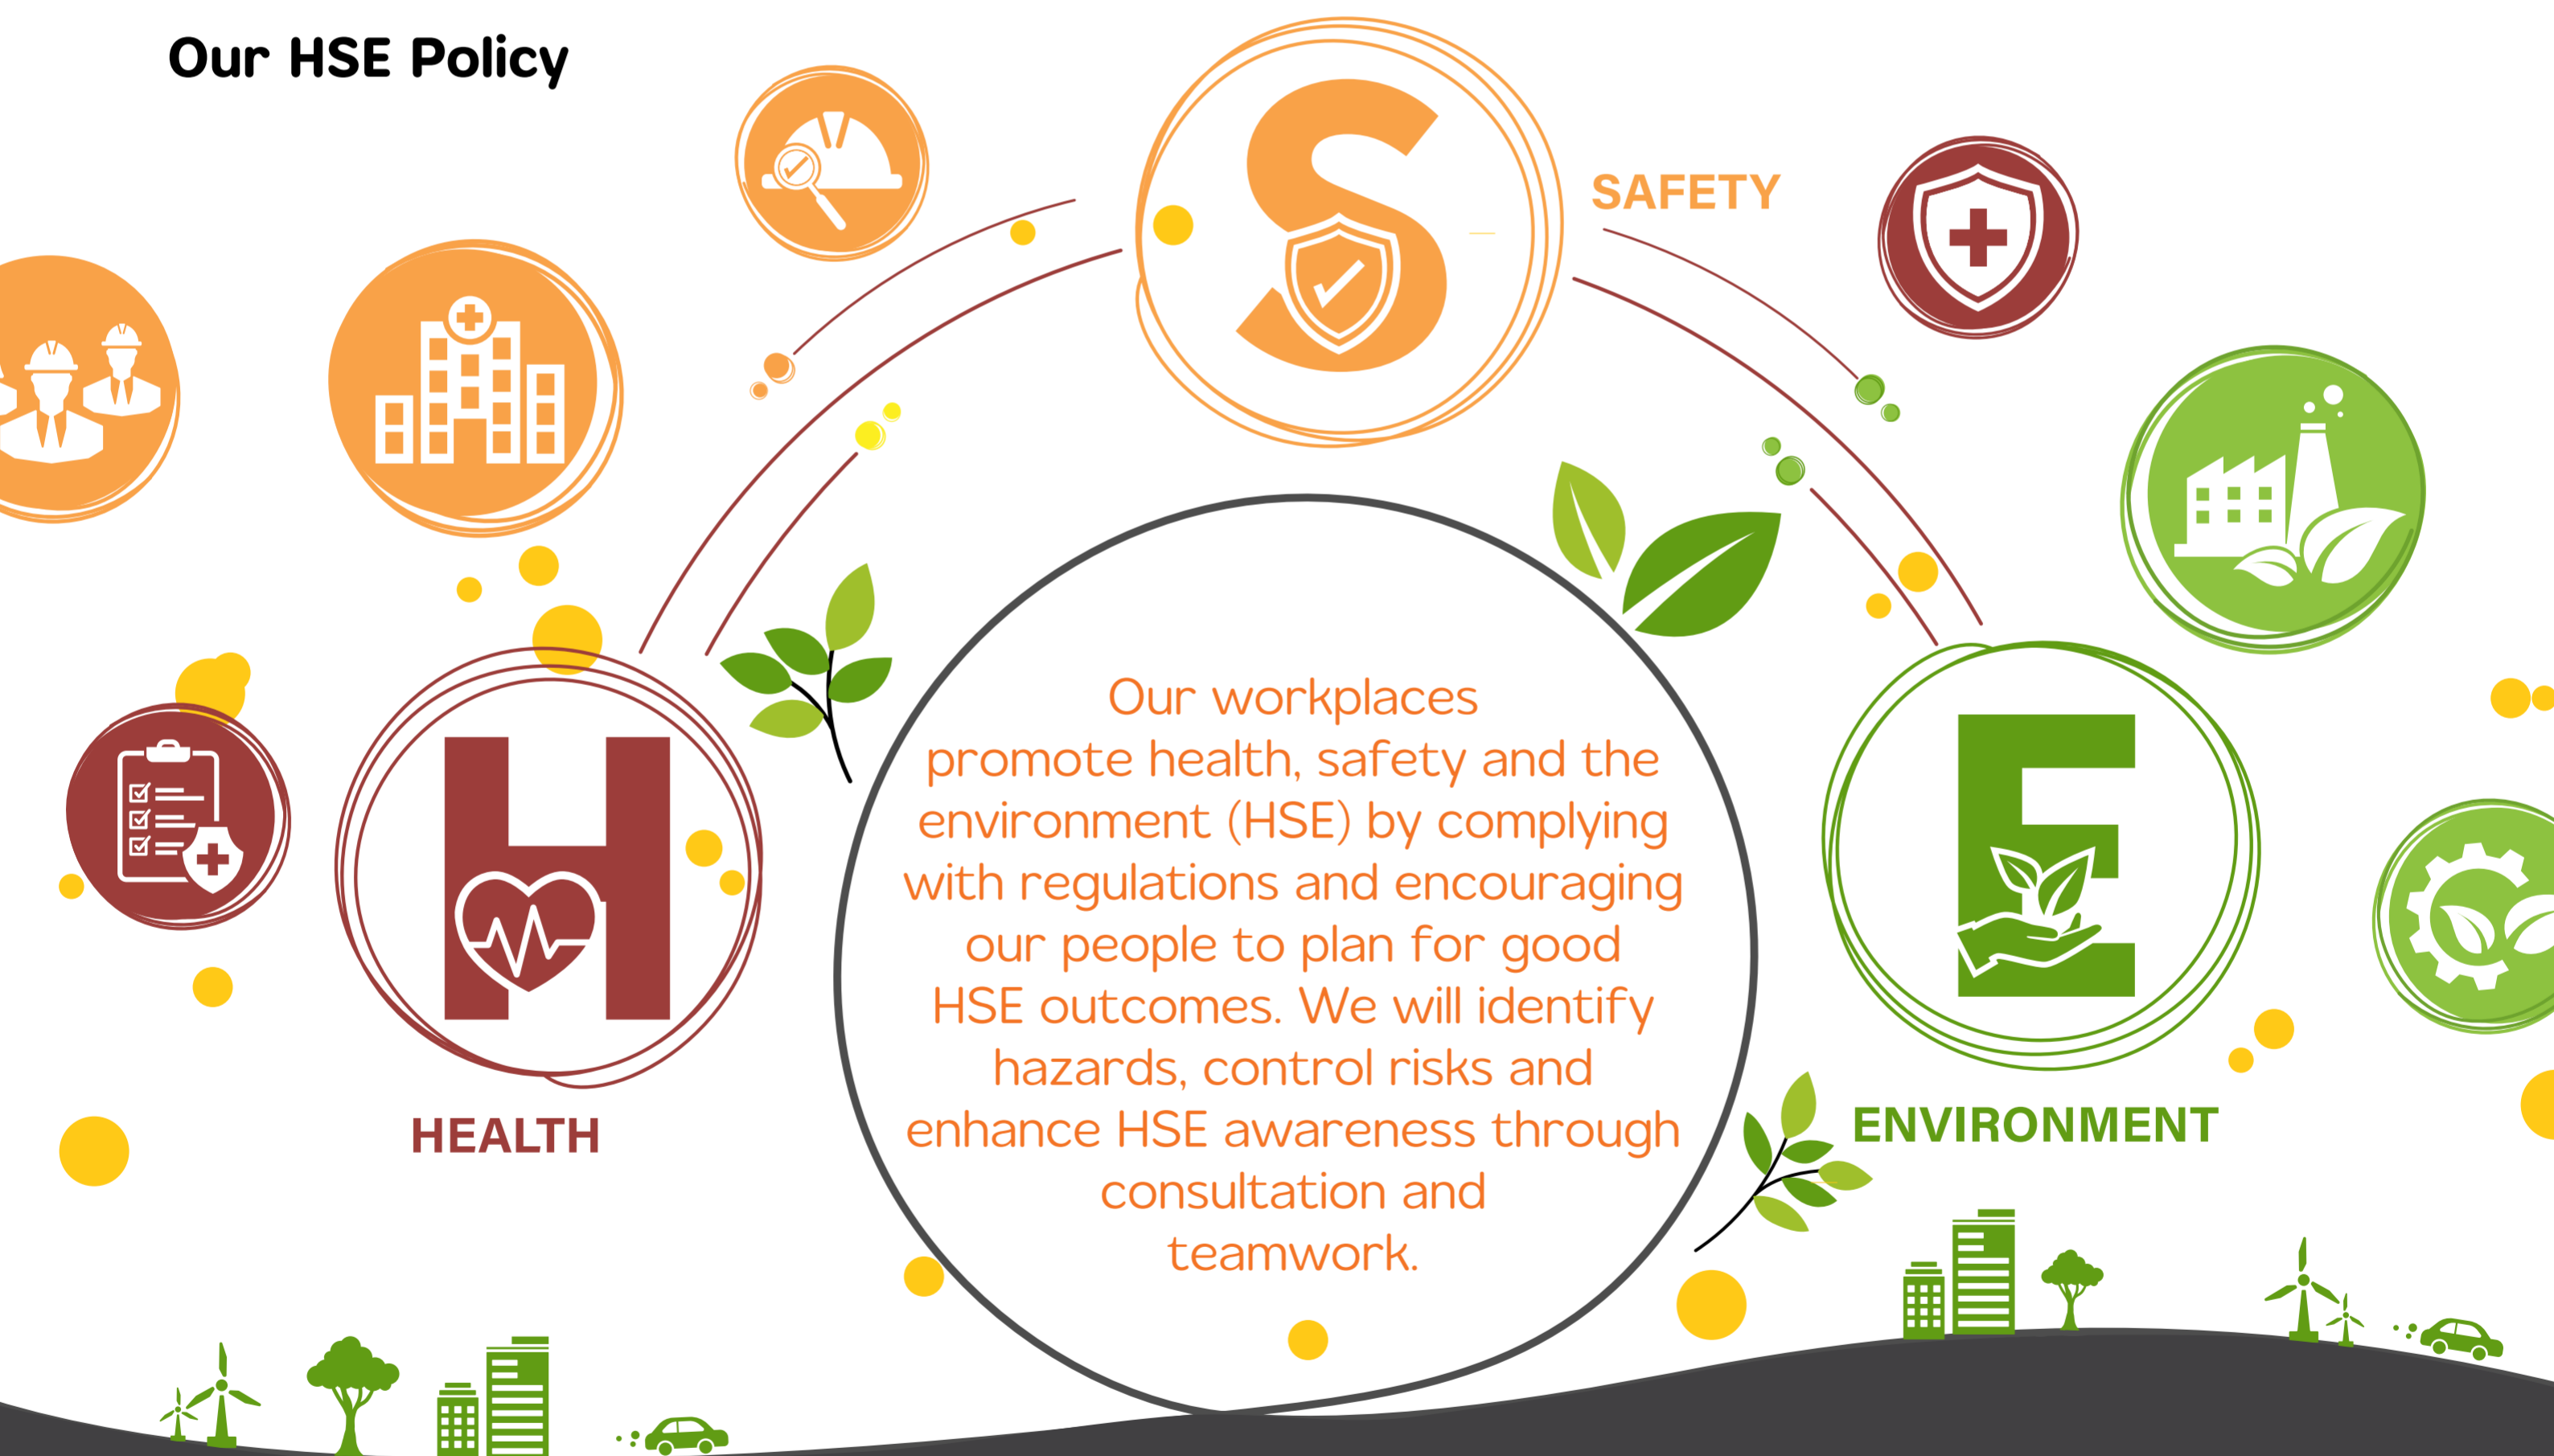 Our HSE Policy
S
SAFETY
H
HEALTH
E
ENVIRONMENT
Our workplaces
promote health, safety and the
environment (HSE) by complying
with regulations and encouraging
our people to plan for good
HSE outcomes. We will identify
hazards, control risks and
enhance HSE awareness through
consultation and
teamwork.